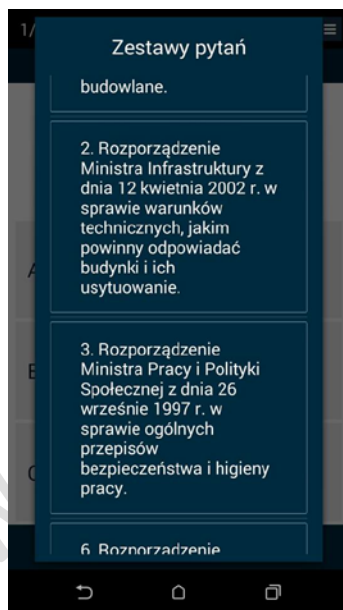 1/
Zestawy pytań
budowlane.
2. Rozporządzenie
Ministra Infrastruktury z
dnia 12 kwietnia 2002 r. w
sprawie warunków
technicznych, jakim
powinny odpowiadać
budynki i ich
usytuowanie.
A
3. Rozporządzenie
Ministra Pracy i Polityki
Społecznej z dnia 26
wrześnie 1997 r. w
sprawie ogólnych
przepisów
bezpieczeństwa i higieny
pracy.
6. Rozporządzenie